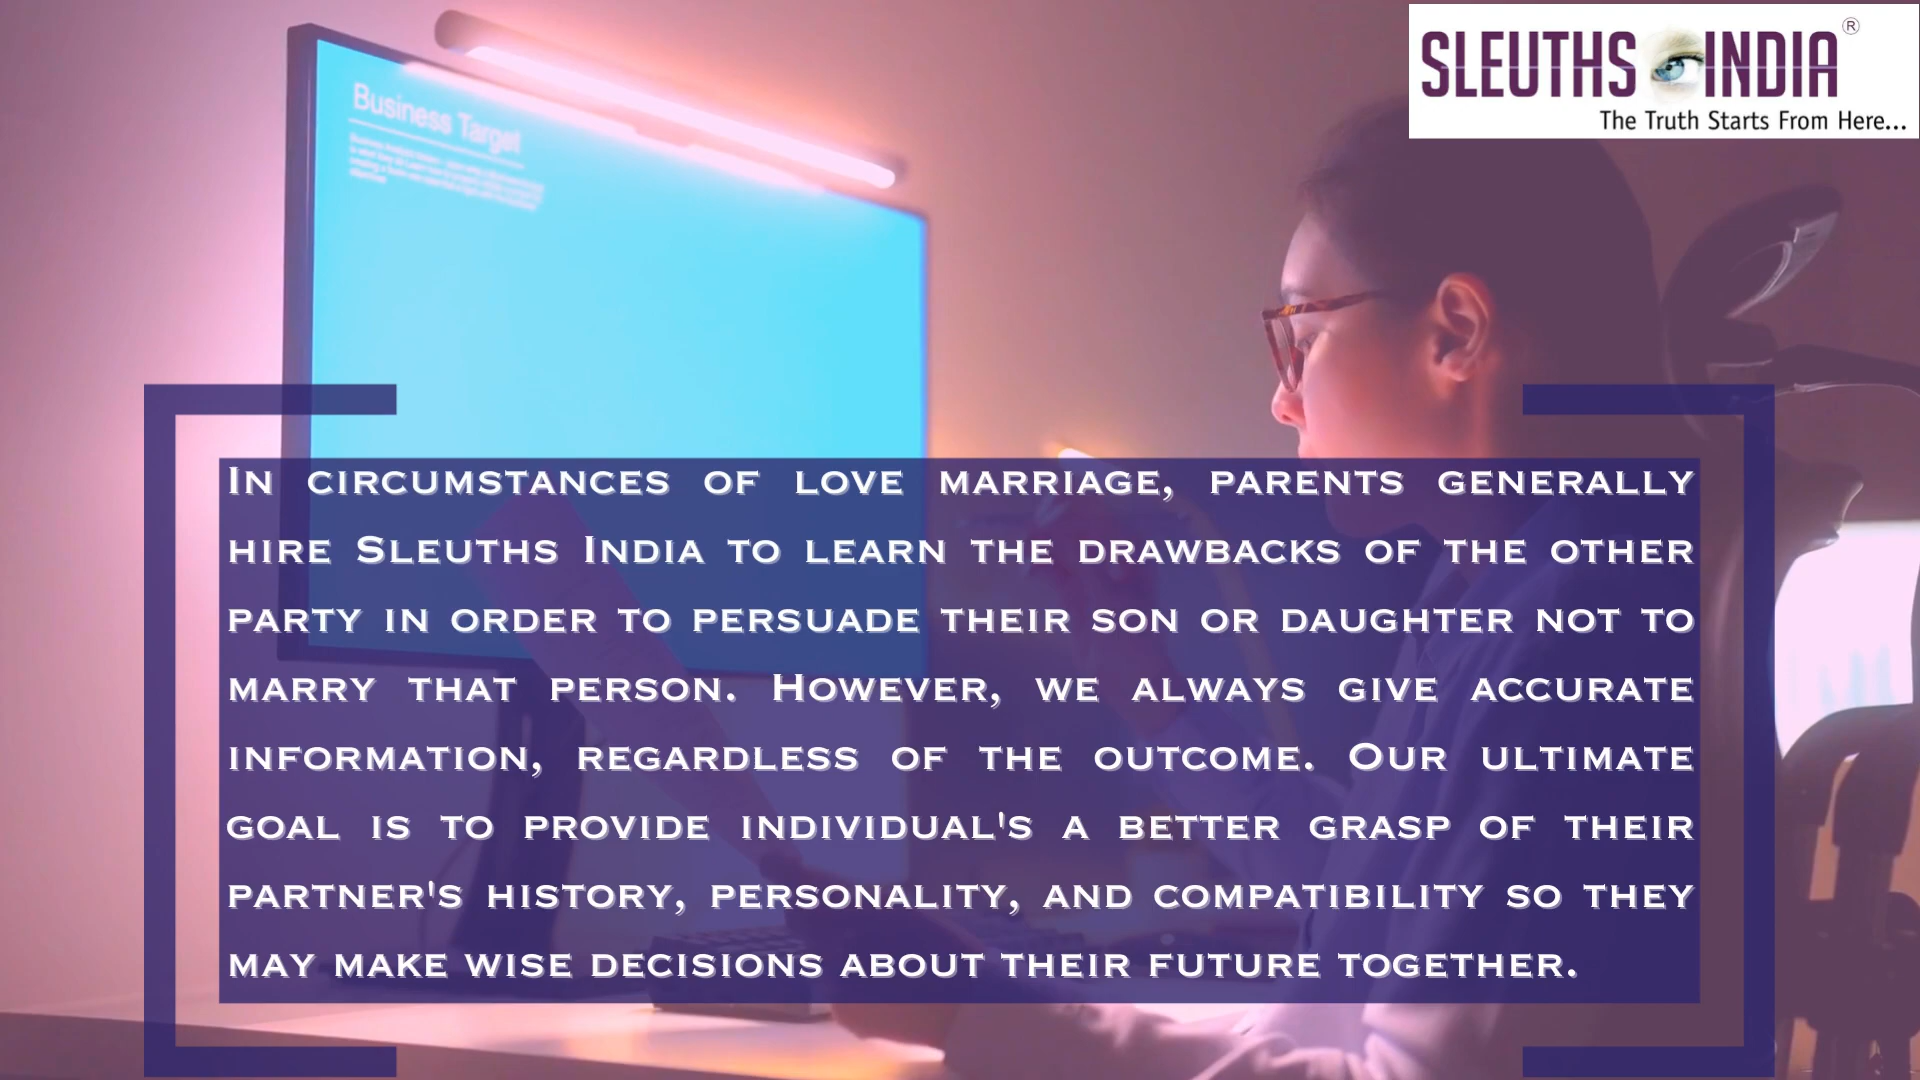 SLEUTHS INDIA®
The Truth Starts From Here...
Business Target
In circumstances of love marriage, parents generally
hire Sleuths India to learn the drawbacks of the other
party in order to persuade their son or daughter not to
marry that person. However, we always give accurate
information, regardless of the outcome. Our ultimate
goal is to provide individual's a better grasp of their
partner's history, personality, and compatibility so they
may make wise decisions about their future together.